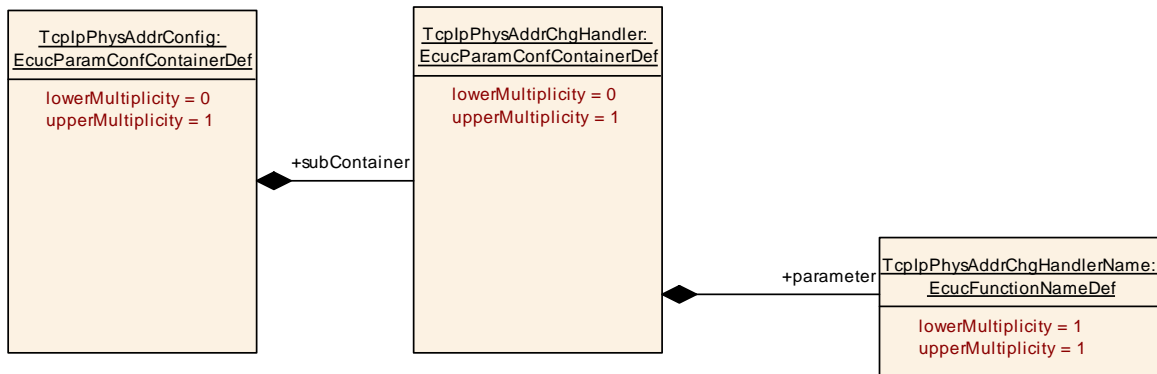 TcpIpPhysAddrConfig:
EcucParamConfContainerDef
lowerMultiplicity = 0
upperMultiplicity = 1
+subContainer
TcpIpPhysAddrChgHandler:
EcucParamConfContainerDef
lowerMultiplicity = 0
upperMultiplicity = 1
+parameter
TcpIpPhysAddrChgHandlerName:
EcucFunctionNameDef
lowerMultiplicity = 1
upperMultiplicity = 1